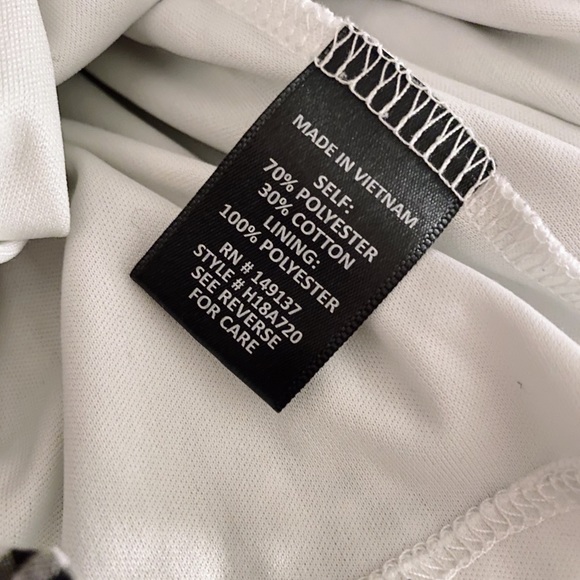 MADE IN VIETNAM
SELF:
70% POLYESTER
30% COTTON
LINING:
100% POLYESTER
RN # 149137
STYLE # H18A720
SEE REVERSE
FOR CARE